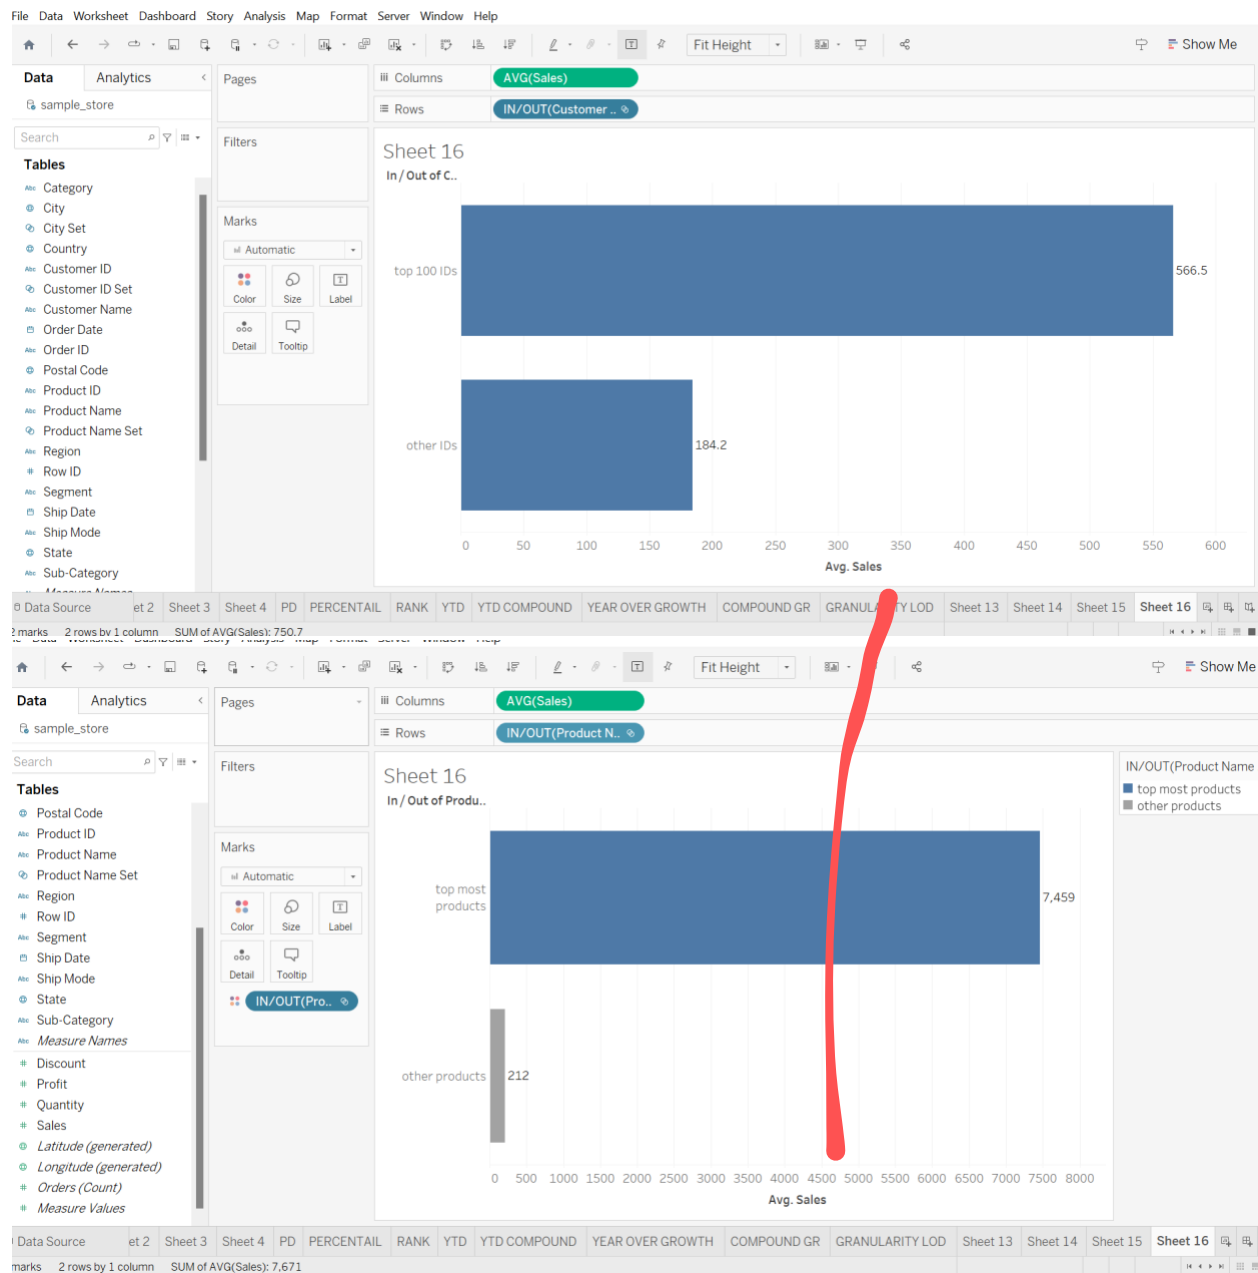 File Data Worksheet Dashboard Story Analysis Map Format Server Window Help
Fit Height
Show Me
Data Analytics
sample_store
Search
Tables
Category
City
City Set
Country
Customer ID
Customer ID Set
Customer Name
Order Date
Order ID
Postal Code
Product ID
Product Name
Product Name Set
Region
Row ID
Segment
Ship Date
Ship Mode
State
Sub-Category
Measure Names
Pages
Filters
Marks
Automatic
Color Size Label
Detail Tooltip
Columns AVG(Sales)
Rows IN/OUT(Customer ..
Sheet 16
In / Out of C..
top 100 IDs 566.5
other IDs 184.2
0 50 100 150 200 250 300 350 400 450 500 550 600
Avg. Sales
Data Source et 2 Sheet 3 Sheet 4 PD PERCENTAIL RANK YTD YTD COMPOUND YEAR OVER GROWTH COMPOUND GR GRANULARITY LOD Sheet 13 Sheet 14 Sheet 15 Sheet 16
2 marks 2 rows by 1 column SUM of AVG(Sales): 750.7
Data Worksheet Dashboard Story Analysis Map Format Server Window Help
Fit Height
Show Me
Data Analytics
sample_store
Search
Tables
Postal Code
Product ID
Product Name
Product Name Set
Region
Row ID
Segment
Ship Date
Ship Mode
State
Sub-Category
Measure Names
Discount
Profit
Quantity
Sales
Latitude (generated)
Longitude (generated)
Orders (Count)
Measure Values
Pages
Filters
Marks
Automatic
Color Size Label
Detail Tooltip
IN/OUT(Pro..
Columns AVG(Sales)
Rows IN/OUT(Product N..
Sheet 16
In / Out of Produ..
top most
products
7,459
other products 212
0 500 1000 1500 2000 2500 3000 3500 4000 4500 5000 5500 6000 6500 7000 7500 8000
Avg. Sales
IN/OUT(Product Name
top most products
other products
Data Source et 2 Sheet 3 Sheet 4 PD PERCENTAIL RANK YTD YTD COMPOUND YEAR OVER GROWTH COMPOUND GR GRANULARITY LOD Sheet 13 Sheet 14 Sheet 15 Sheet 16
marks 2 rows by 1 column SUM of AVG(Sales): 7,671